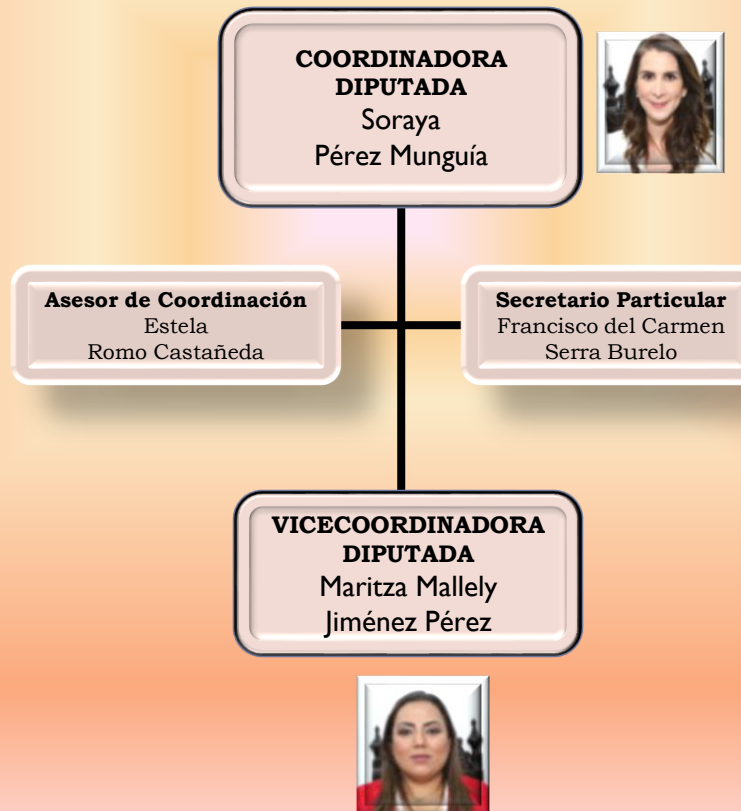 COORDINADORA
DIPUTADA
Soraya
Pérez Munguía
Asesor de Coordinación
Estela
Romo Castañeda
Secretario Particular
Francisco del Carmen
Serra Burelo
VICECOORDINADORA
DIPUTADA
Maritza Mallely
Jiménez Pérez